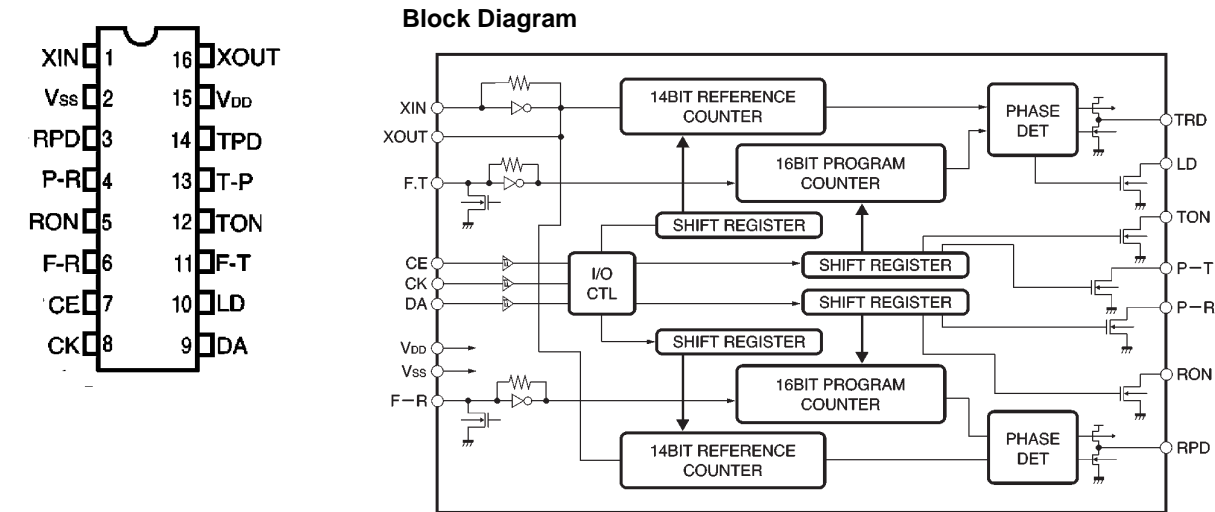 Block Diagram
XIN 1
Vss 2
RPD 3
P-R 4
RON 5
F-R 6
CE 7
CK 8
16 XOUT
15 VDD
14 TPD
13 T-P
12 TON
11 F-T
10 LD
9 DA
XIN
XOUT
F.T
CE
CK
DA
VDD
Vss
F-R
14BIT REFERENCE
COUNTER
16BIT PROGRAM
COUNTER
SHIFT REGISTER
I/O
CTL
SHIFT REGISTER
SHIFT REGISTER
SHIFT REGISTER
16BIT PROGRAM
COUNTER
14BIT REFERENCE
COUNTER
PHASE
DET
PHASE
DET
TRD
LD
TON
P-T
P-R
RON
RPD